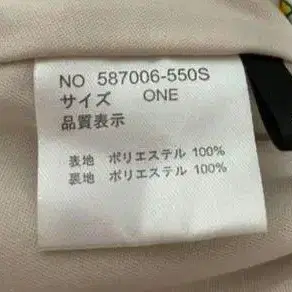 NO 587006-550S
サイズ ONE
品質表示
表地 ポリエステル 100%
裏地 ポリエステル 100%